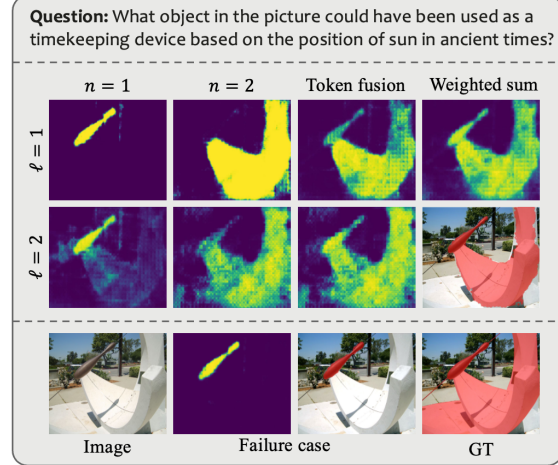 Question: What object in the picture could have been used as a
timekeeping device based on the position of sun in ancient times?
n = 1 n = 2 Token fusion Weighted sum
ℓ = 1
ℓ = 2
Image Failure case GT